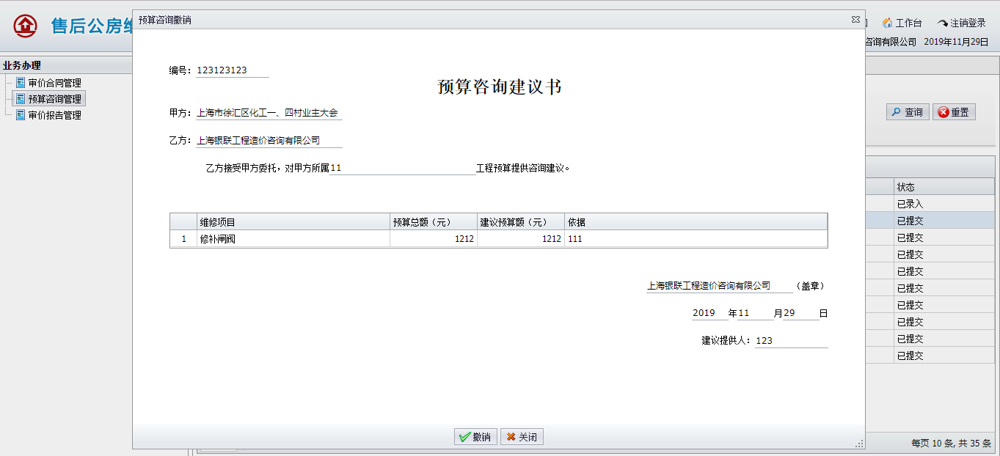 售后公房维
工作台 注销登录
咨询有限公司 2019年11月29日
业务办理
审价合同管理
预算咨询管理
审价报告管理
预算咨询撤销
编号：123123123
预算咨询建议书
甲方：上海市徐汇区化工一、四村业主大会
乙方：上海银联工程造价咨询有限公司
乙方接受甲方委托，对甲方所属11 工程预算提供咨询建议。
维修项目 预算总额（元） 建议预算额（元） 依据
1 修补闸阀 1212 1212 111
上海银联工程造价咨询有限公司 （盖章）
2019 年11 月29 日
建议提供人：123
撤销 关闭
查询 重置
状态
已录入
已提交
已提交
已提交
已提交
已提交
已提交
已提交
已提交
已提交
每页 10 条, 共 35 条